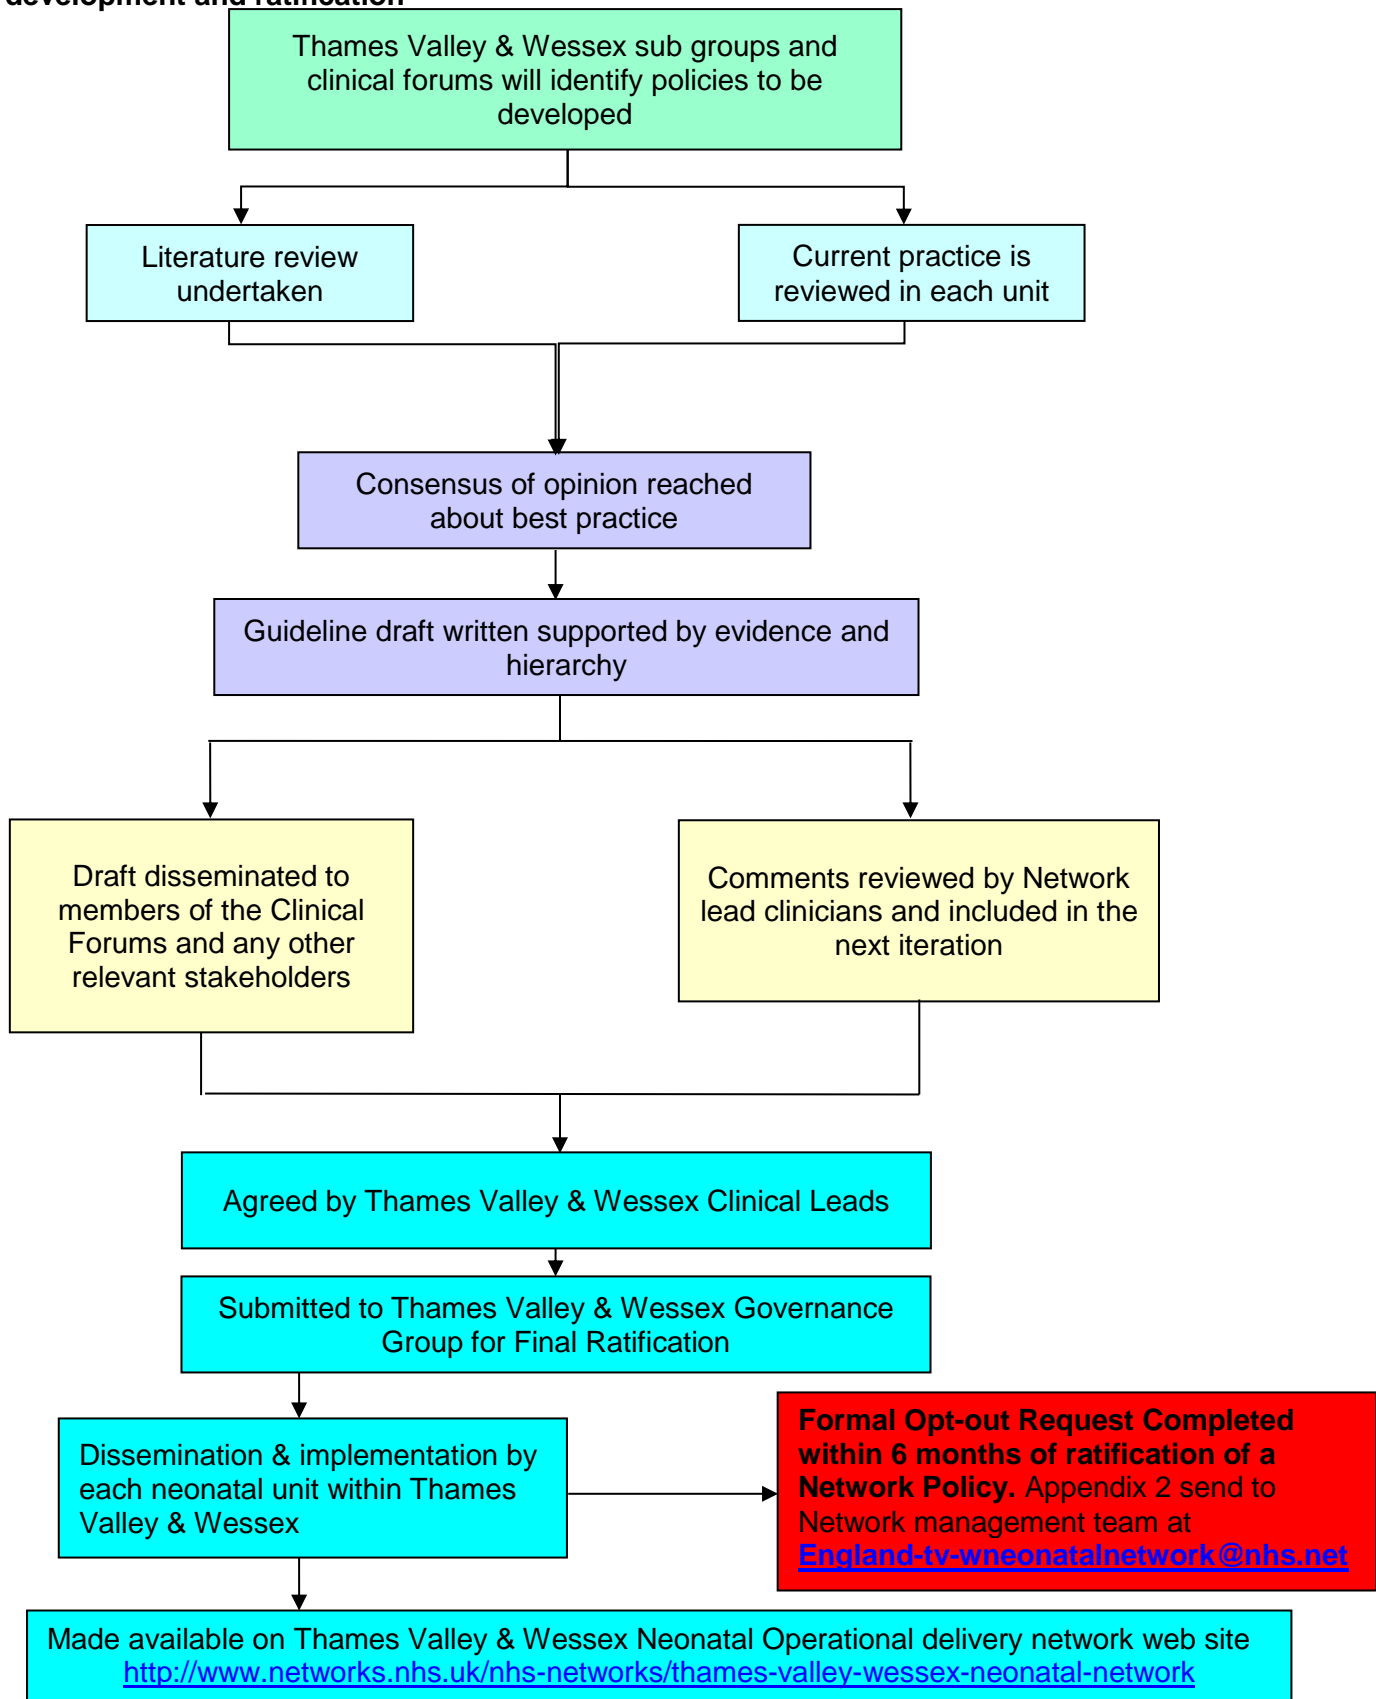 development and ratification
Thames Valley & Wessex sub groups and
clinical forums will identify policies to be
developed
Literature review
undertaken
Current practice is
reviewed in each unit
Consensus of opinion reached
about best practice
Guideline draft written supported by evidence and
hierarchy
Draft disseminated to
members of the Clinical
Forums and any other
relevant stakeholders
Comments reviewed by Network
lead clinicians and included in the
next iteration
Agreed by Thames Valley & Wessex Clinical Leads
Submitted to Thames Valley & Wessex Governance
Group for Final Ratification
Dissemination & implementation by
each neonatal unit within Thames
Valley & Wessex
Formal Opt-out Request Completed
within 6 months of ratification of a
Network Policy. Appendix 2 send to
Network management team at
England-tv-wneonatalnetwork@nhs.net
Made available on Thames Valley & Wessex Neonatal Operational delivery network web site
http://www.networks.nhs.uk/nhs-networks/thames-valley-wessex-neonatal-network